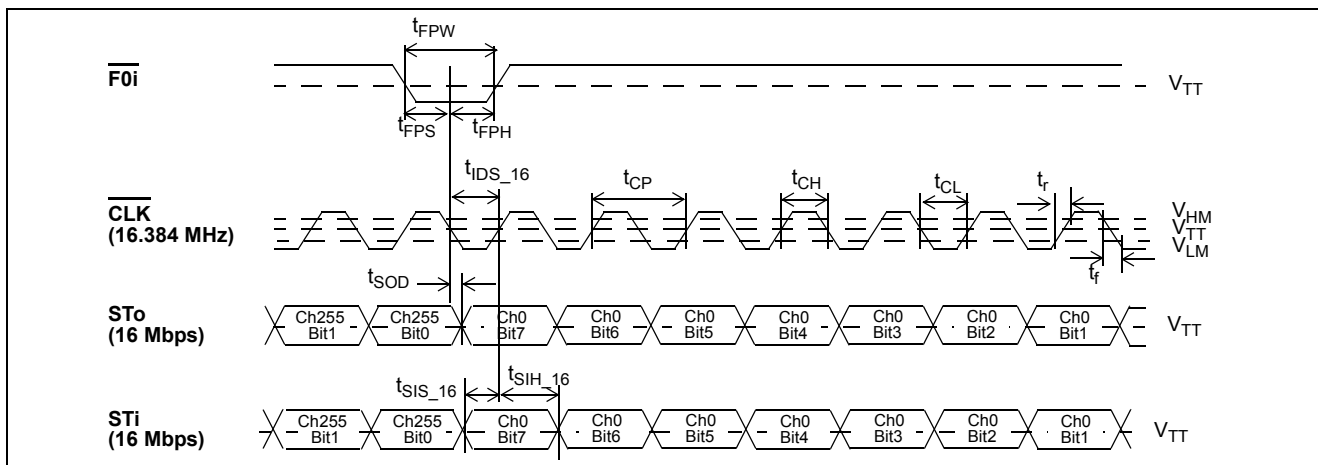 tFPW
F0i
VTT
tFPS
tFPH
tIDS_16
tCP
tCH
tCL
tr
CLK
(16.384 MHz)
VHM
VTT
VLM
tf
tSOD
STo
(16 Mbps)
Ch255 Bit1
Ch255 Bit0
Ch0 Bit7
Ch0 Bit6
Ch0 Bit5
Ch0 Bit4
Ch0 Bit3
Ch0 Bit2
Ch0 Bit1
VTT
tSIS_16
tSIH_16
STi
(16 Mbps)
Ch255 Bit1
Ch255 Bit0
Ch0 Bit7
Ch0 Bit6
Ch0 Bit5
Ch0 Bit4
Ch0 Bit3
Ch0 Bit2
Ch0 Bit1
VTT